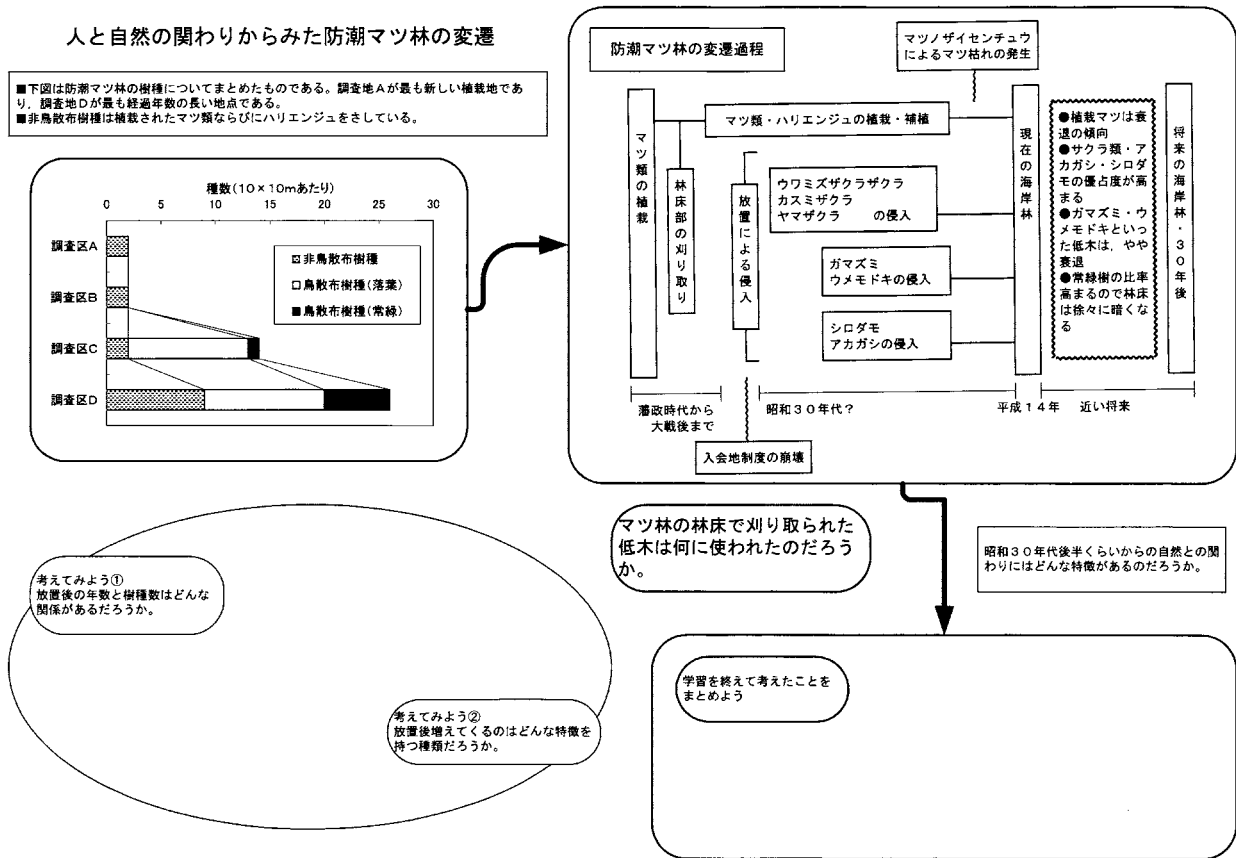 人と自然の関わりからみた防潮マツ林の変遷
■下図は防潮マツ林の樹種についてまとめたものである。調査地Aが最も新しい植栽地であ
り，調査地Dが最も経過年数の長い地点である。
■非鳥散布樹種は植栽されたマツ類ならびにハリエンジュをさしている。
種数(10×10mあたり)
0 5 10 15 20 25 30
調査区A
調査区B
調査区C
調査区D
非鳥散布樹種
鳥散布樹種(落葉)
鳥散布樹種(常緑)
防潮マツ林の変遷過程
マツノザイセンチュウ
によるマツ枯れの発生
マツ類の植栽
マツ類・ハリエンジュの植栽・補植
林床部の刈り取り
放置による侵入
ウワミズザクラザクラ
カスミザクラ
ヤマザクラ の侵入
ガマズミ
ウメモドキの侵入
シロダモ
アカガシの侵入
現在の海岸林
●植栽マツは衰
退の傾向
●サクラ類・ア
カガシ・シロダ
モの優占度が高
まる
●ガマズミ・ウ
メモドキといっ
た低木は，やや
衰退
●常緑樹の比率
高まるので林床
は徐々に暗くな
る
将来の海岸林・30年後
藩政時代から
大戦後まで
昭和30年代？
平成14年
近い将来
入会地制度の崩壊
マツ林の林床で刈り取られた
低木は何に使われたのだろう
か。
昭和30年代後半くらいからの自然との関
わりにはどんな特徴があるのだろうか。
考えてみよう①
放置後の年数と樹種数はどんな
関係があるだろうか。
考えてみよう②
放置後増えてくるのはどんな特徴を
持つ種類だろうか。
学習を終えて考えたことを
まとめよう